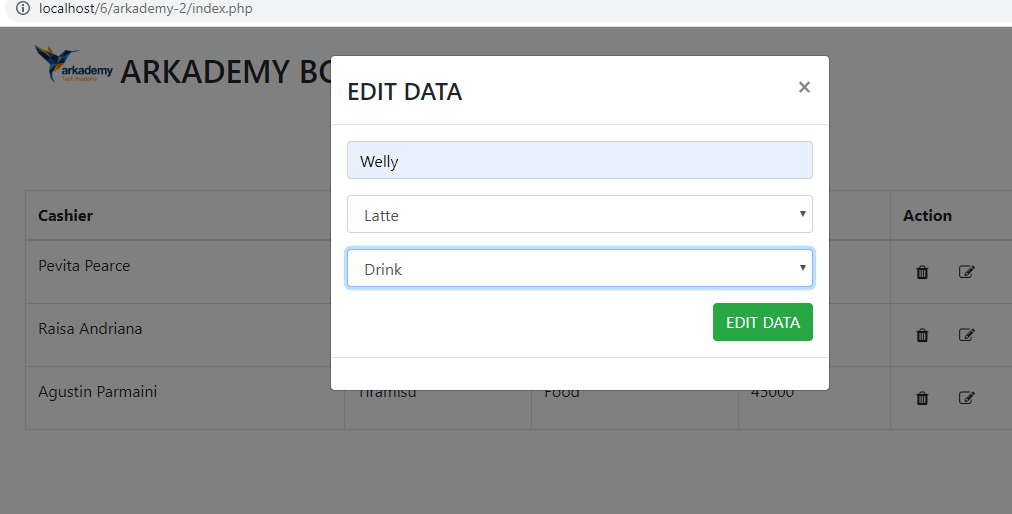 localhost/6/arkademy-2/index.php
arkademy
Tech Academy
ARKADEMY BO
EDIT DATA
×
Welly
Latte
Drink
EDIT DATA
Cashier
Action
Pevita Pearce
Raisa Andriana
Agustin Parmaini
Tiramisu
Food
45000